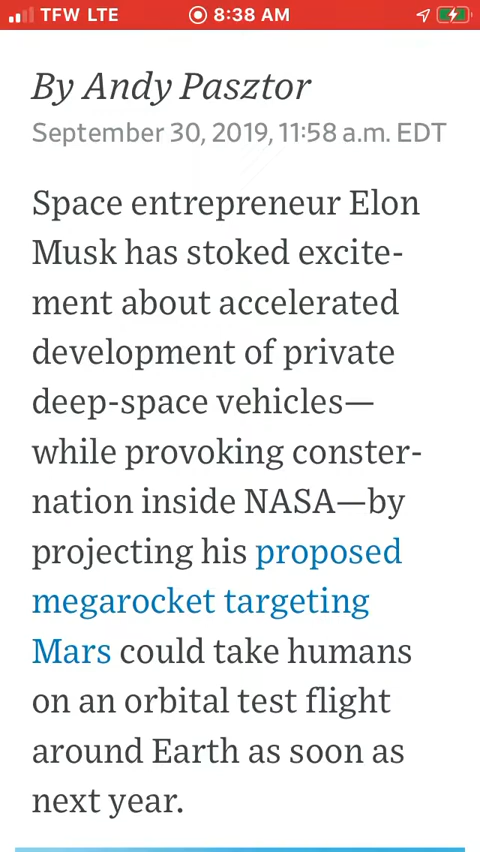 TFW LTE 8:38 AM
By Andy Pasztor
September 30, 2019, 11:58 a.m. EDT
Space entrepreneur Elon
Musk has stoked excite-
ment about accelerated
development of private
deep-space vehicles—
while provoking conster-
nation inside NASA—by
projecting his proposed
megarocket targeting
Mars could take humans
on an orbital test flight
around Earth as soon as
next year.